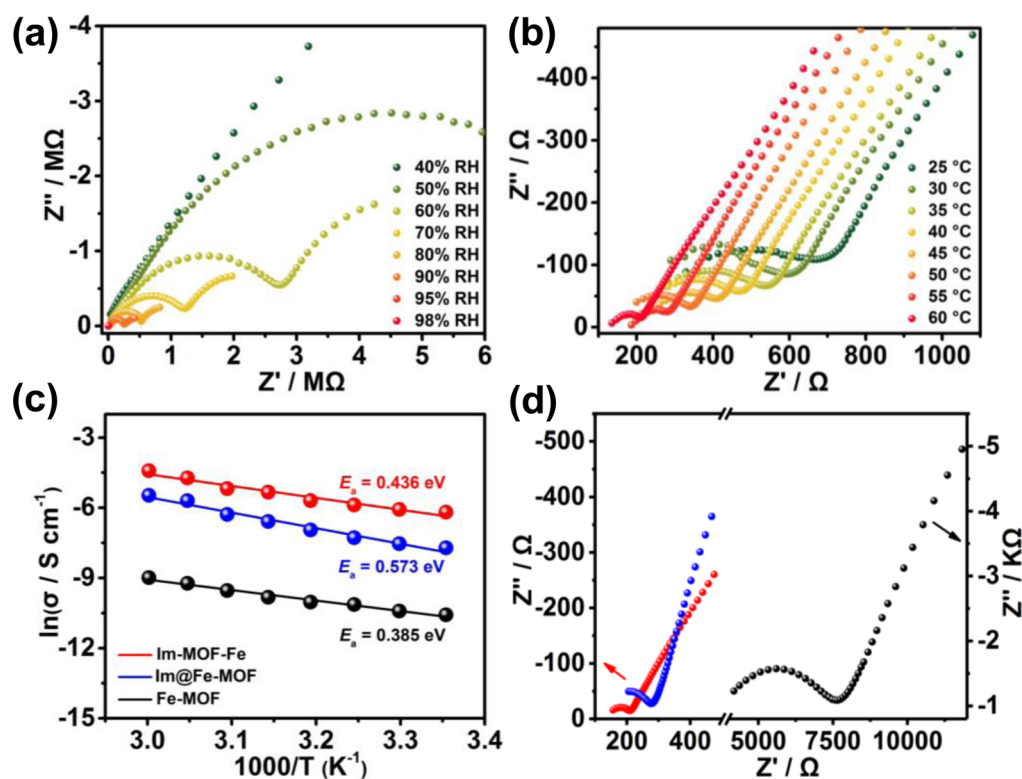 (a)
-4
-3
-2
-1
0
Z'' / MΩ
0 1 2 3 4 5 6
Z' / MΩ
40% RH
50% RH
60% RH
70% RH
80% RH
90% RH
95% RH
98% RH
(b)
-400
-300
-200
-100
0
Z'' / Ω
200 400 600 800 1000
Z' / Ω
25 °C
30 °C
35 °C
40 °C
45 °C
50 °C
55 °C
60 °C
(c)
-3
-6
-9
-11
-15
ln(σ / S cm⁻¹)
3.0 3.1 3.2 3.3 3.4
1000/T (K⁻¹)
Eₐ = 0.436 eV
Eₐ = 0.573 eV
Eₐ = 0.385 eV
Im-MOF-Fe
Im@Fe-MOF
Fe-MOF
(d)
-500
-400
-300
-200
-100
0
Z'' / Ω
200 400 5000 7500 10000
Z' / Ω
-5
-4
-3
-2
-1
Z'' / KΩ